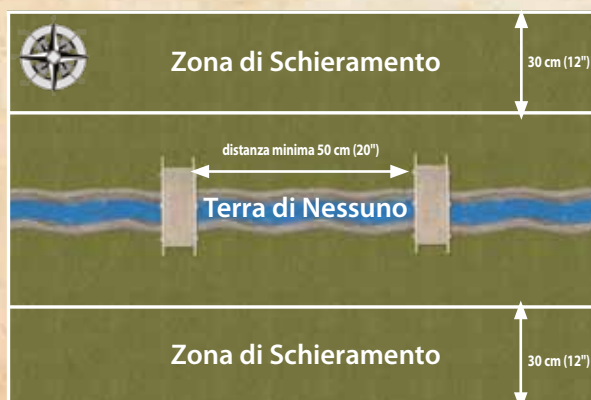 Zona di Schieramento
30 cm (12")
distanza minima 50 cm (20")
Terra di Nessuno
Zona di Schieramento
30 cm (12")